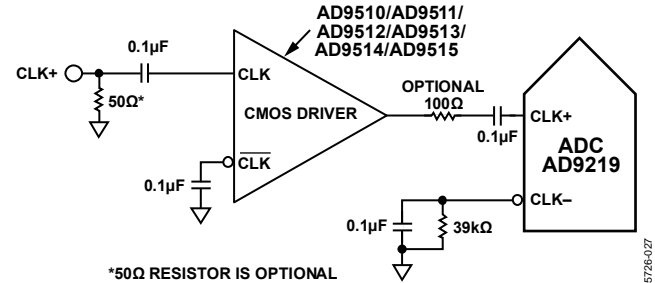 AD9510/AD9511/
AD9512/AD9513/
AD9514/AD9515
0.1µF
CLK+
50Ω*
CLK
CMOS DRIVER
CLK
0.1µF
OPTIONAL
100Ω
0.1µF
CLK+
ADC
AD9219
CLK–
0.1µF
39kΩ
*50Ω RESISTOR IS OPTIONAL
5726-027